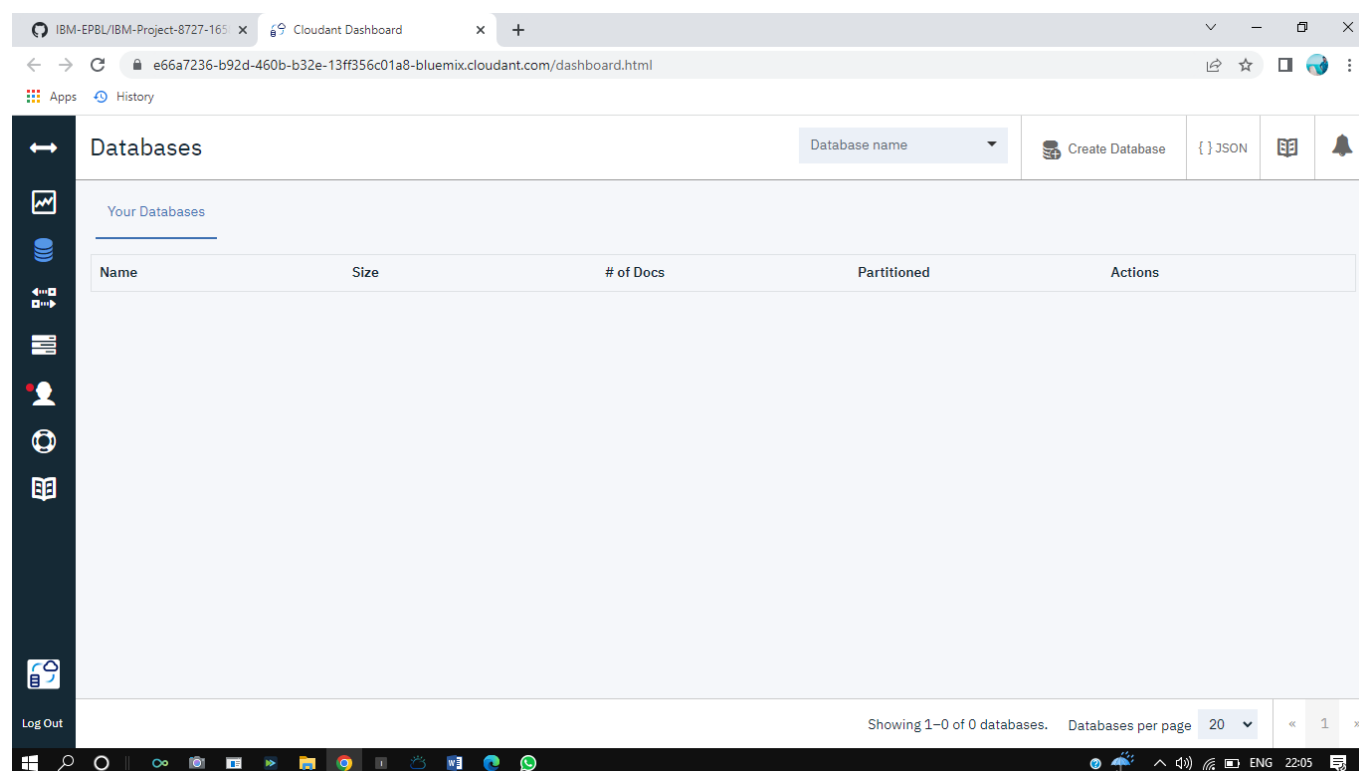 IBM-EPBL/IBM-Project-8727-165
Cloudant Dashboard
e66a7236-b92d-460b-b32e-13ff356c01a8-bluemix.cloudant.com/dashboard.html
Apps
History
Databases
Database name
Create Database
{ } JSON
Your Databases
Name Size # of Docs Partitioned Actions
Log Out
Showing 1–0 of 0 databases.
Databases per page 20
« 1 »
ENG 22:05